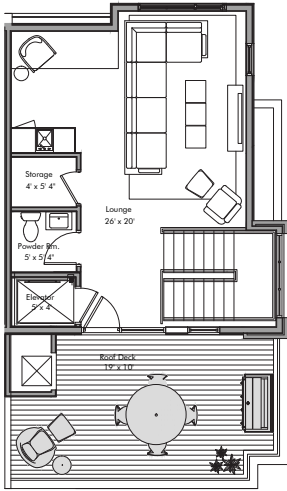 Storage
4' x 5' 4"
Lounge
26' x 20'
Powder Rm.
5' x 5' 4"
Elevator
5' x 4'
Roof Deck
19' x 10'